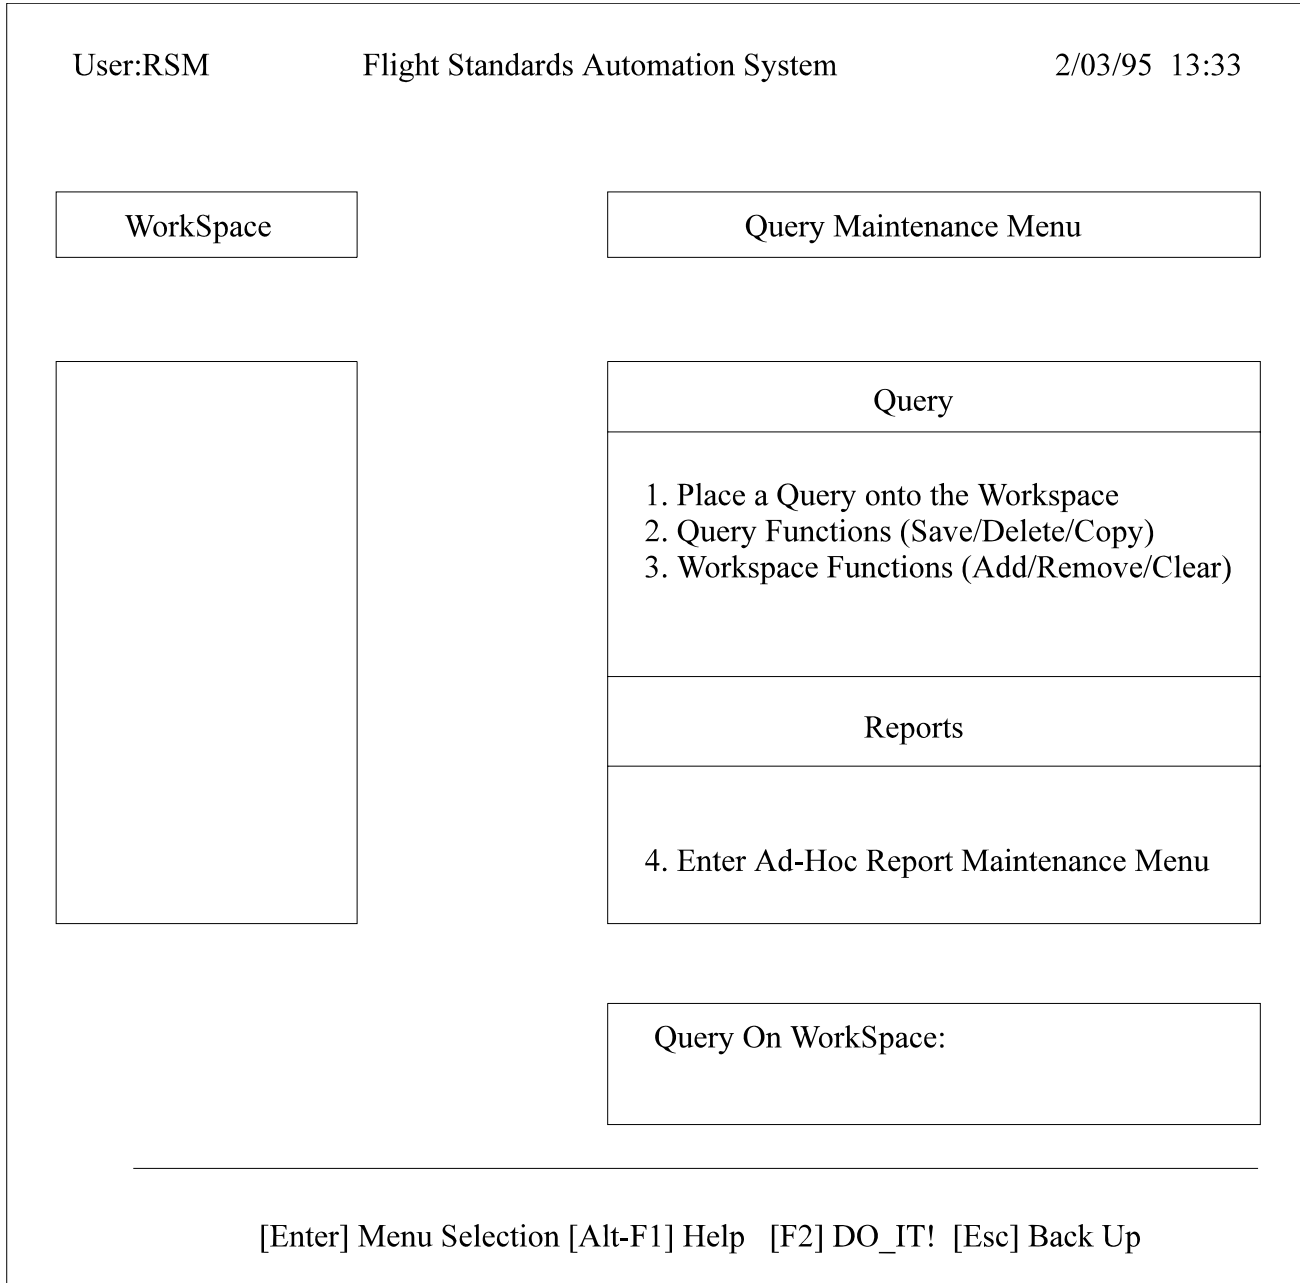 User:RSM Flight Standards Automation System 2/03/95 13:33
WorkSpace Query Maintenance Menu
Query
1. Place a Query onto the Workspace
2. Query Functions (Save/Delete/Copy)
3. Workspace Functions (Add/Remove/Clear)
Reports
4. Enter Ad-Hoc Report Maintenance Menu
Query On WorkSpace:
[Enter] Menu Selection [Alt-F1] Help [F2] DO_IT! [Esc] Back Up